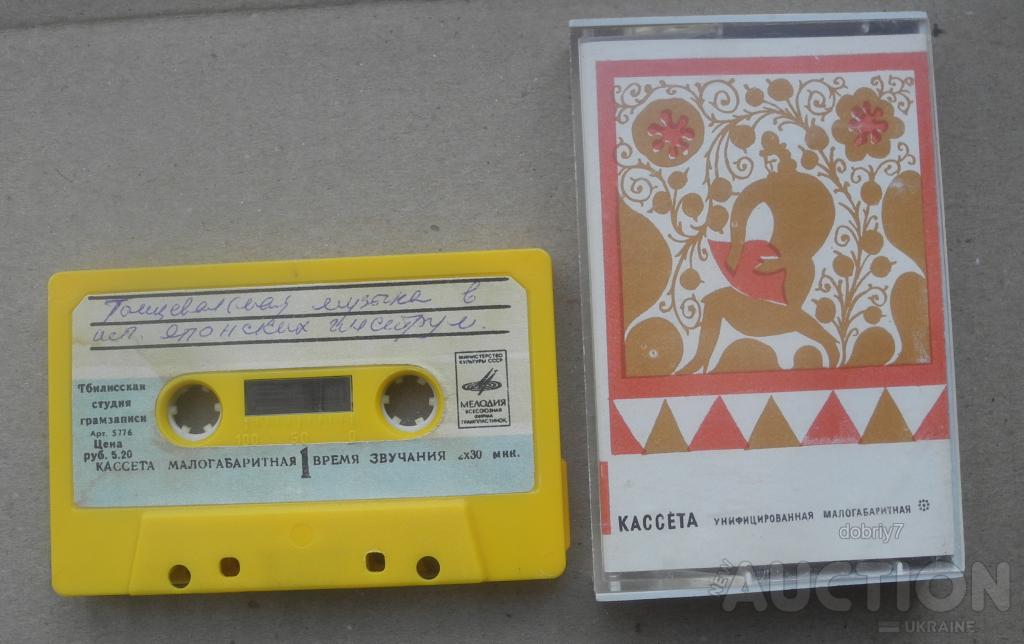 Танцевальная музыка в
исп. японских инструм.
МИНИСТЕРСТВО
КУЛЬТУРЫ СССР
МЕЛОДИЯ
ВСЕСОЮЗНАЯ
ФИРМА
ГРАМПЛАСТИНОК
Тбилисская
студия
грамзаписи
Арт. 5776
Цена
руб. 5.20
100 50 0
КАССЕТА МАЛОГАБАРИТНАЯ 1 ВРЕМЯ ЗВУЧАНИЯ 2х30 мин.
КАССЕТА УНИФИЦИРОВАННАЯ МАЛОГАБАРИТНАЯ
dobriy7
NEW AUCTION
UKRAINE